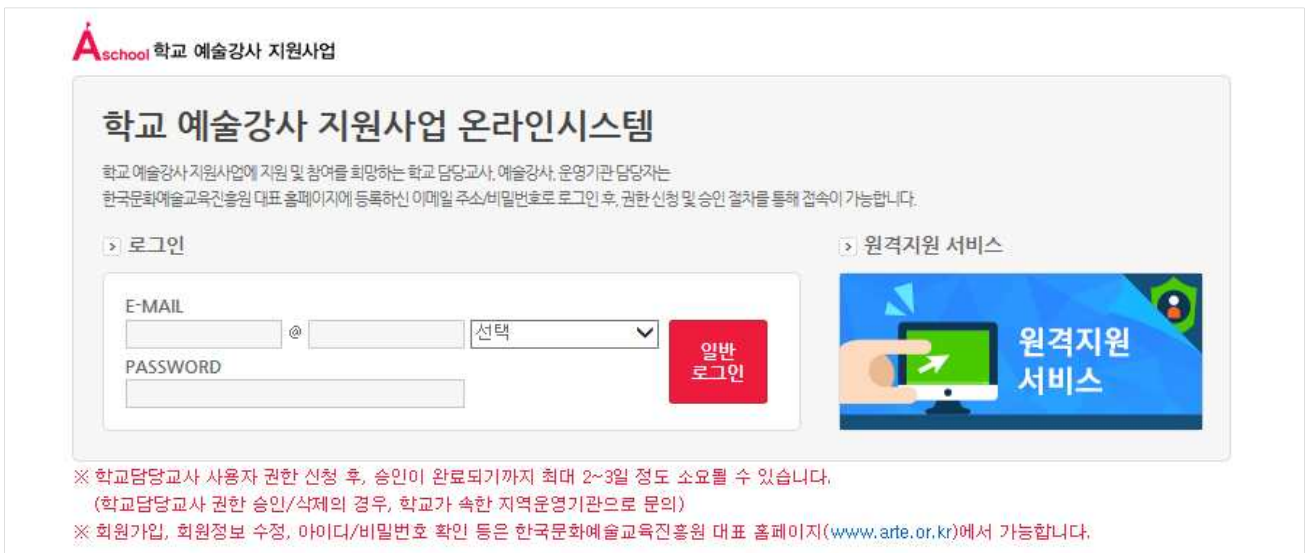 Aschool 학교 예술강사 지원사업
학교 예술강사 지원사업 온라인시스템
학교 예술강사 지원사업에 지원 및 참여를 희망하는 학교 담당교사, 예술강사, 운영기관 담당자는
한국문화예술교육진흥원 대표 홈페이지에 등록하신 이메일 주소/비밀번호로 로그인 후, 권한 신청 및 승인 절차를 통해 접속이 가능합니다.
로그인
원격지원 서비스
E-MAIL
@
선택
PASSWORD
일반
로그인
원격지원
서비스
※ 학교담당교사 사용자 권한 신청 후, 승인이 완료되기까지 최대 2~3일 정도 소요될 수 있습니다.
(학교담당교사 권한 승인/삭제의 경우, 학교가 속한 지역운영기관으로 문의)
※ 회원가입, 회원정보 수정, 아이디/비밀번호 확인 등은 한국문화예술교육진흥원 대표 홈페이지(www.arte.or.kr)에서 가능합니다.